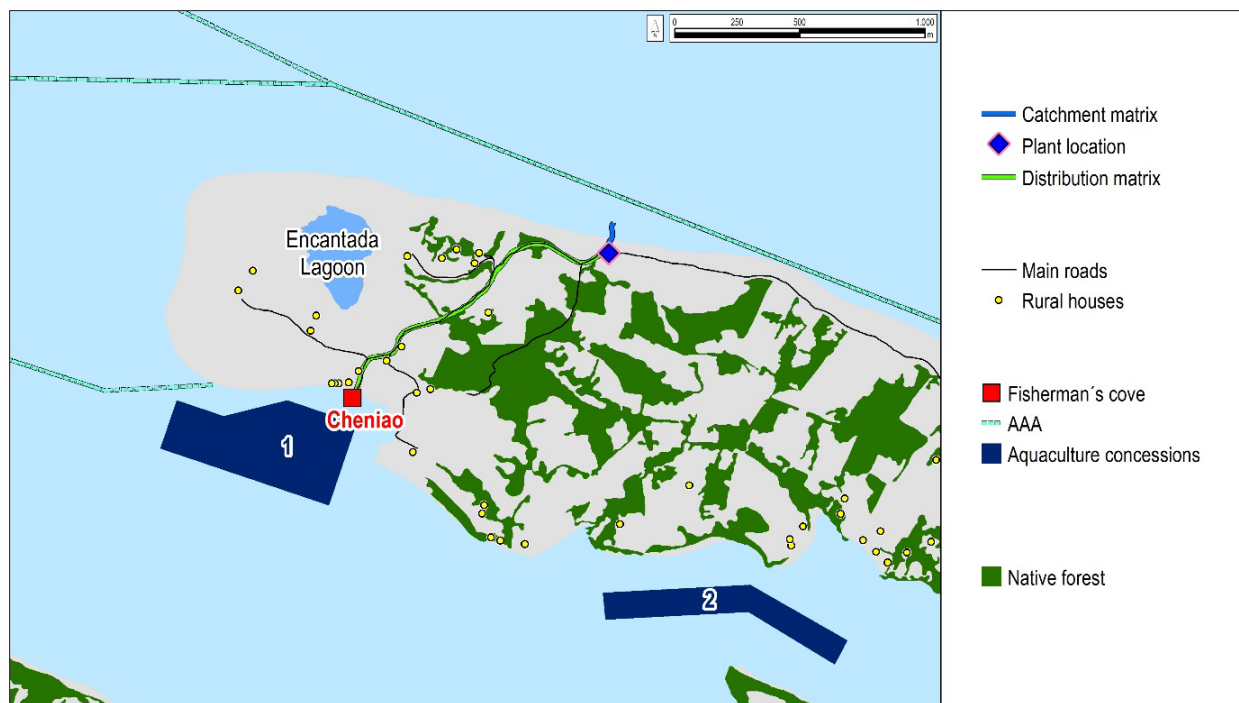 N
0 250 500 1.000
m
Encantada
Lagoon
Cheniao
1
2
Catchment matrix
Plant location
Distribution matrix
Main roads
Rural houses
Fisherman´s cove
AAA
Aquaculture concessions
Native forest